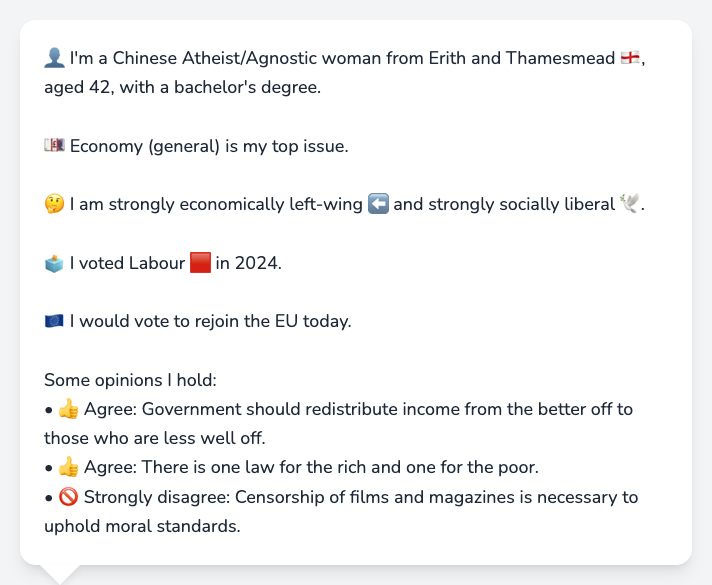 👤 I'm a Chinese Atheist/Agnostic woman from Erith and Thamesmead 🏴󠁧󠁢󠁥󠁮󠁧󠁿,
aged 42, with a bachelor's degree.
💷 Economy (general) is my top issue.
🤔 I am strongly economically left-wing ⬅️ and strongly socially liberal 🕊️.
🗳️ I voted Labour 🟥 in 2024.
🇪🇺 I would vote to rejoin the EU today.
Some opinions I hold:
• 👍 Agree: Government should redistribute income from the better off to
those who are less well off.
• 👍 Agree: There is one law for the rich and one for the poor.
• 🚫 Strongly disagree: Censorship of films and magazines is necessary to
uphold moral standards.